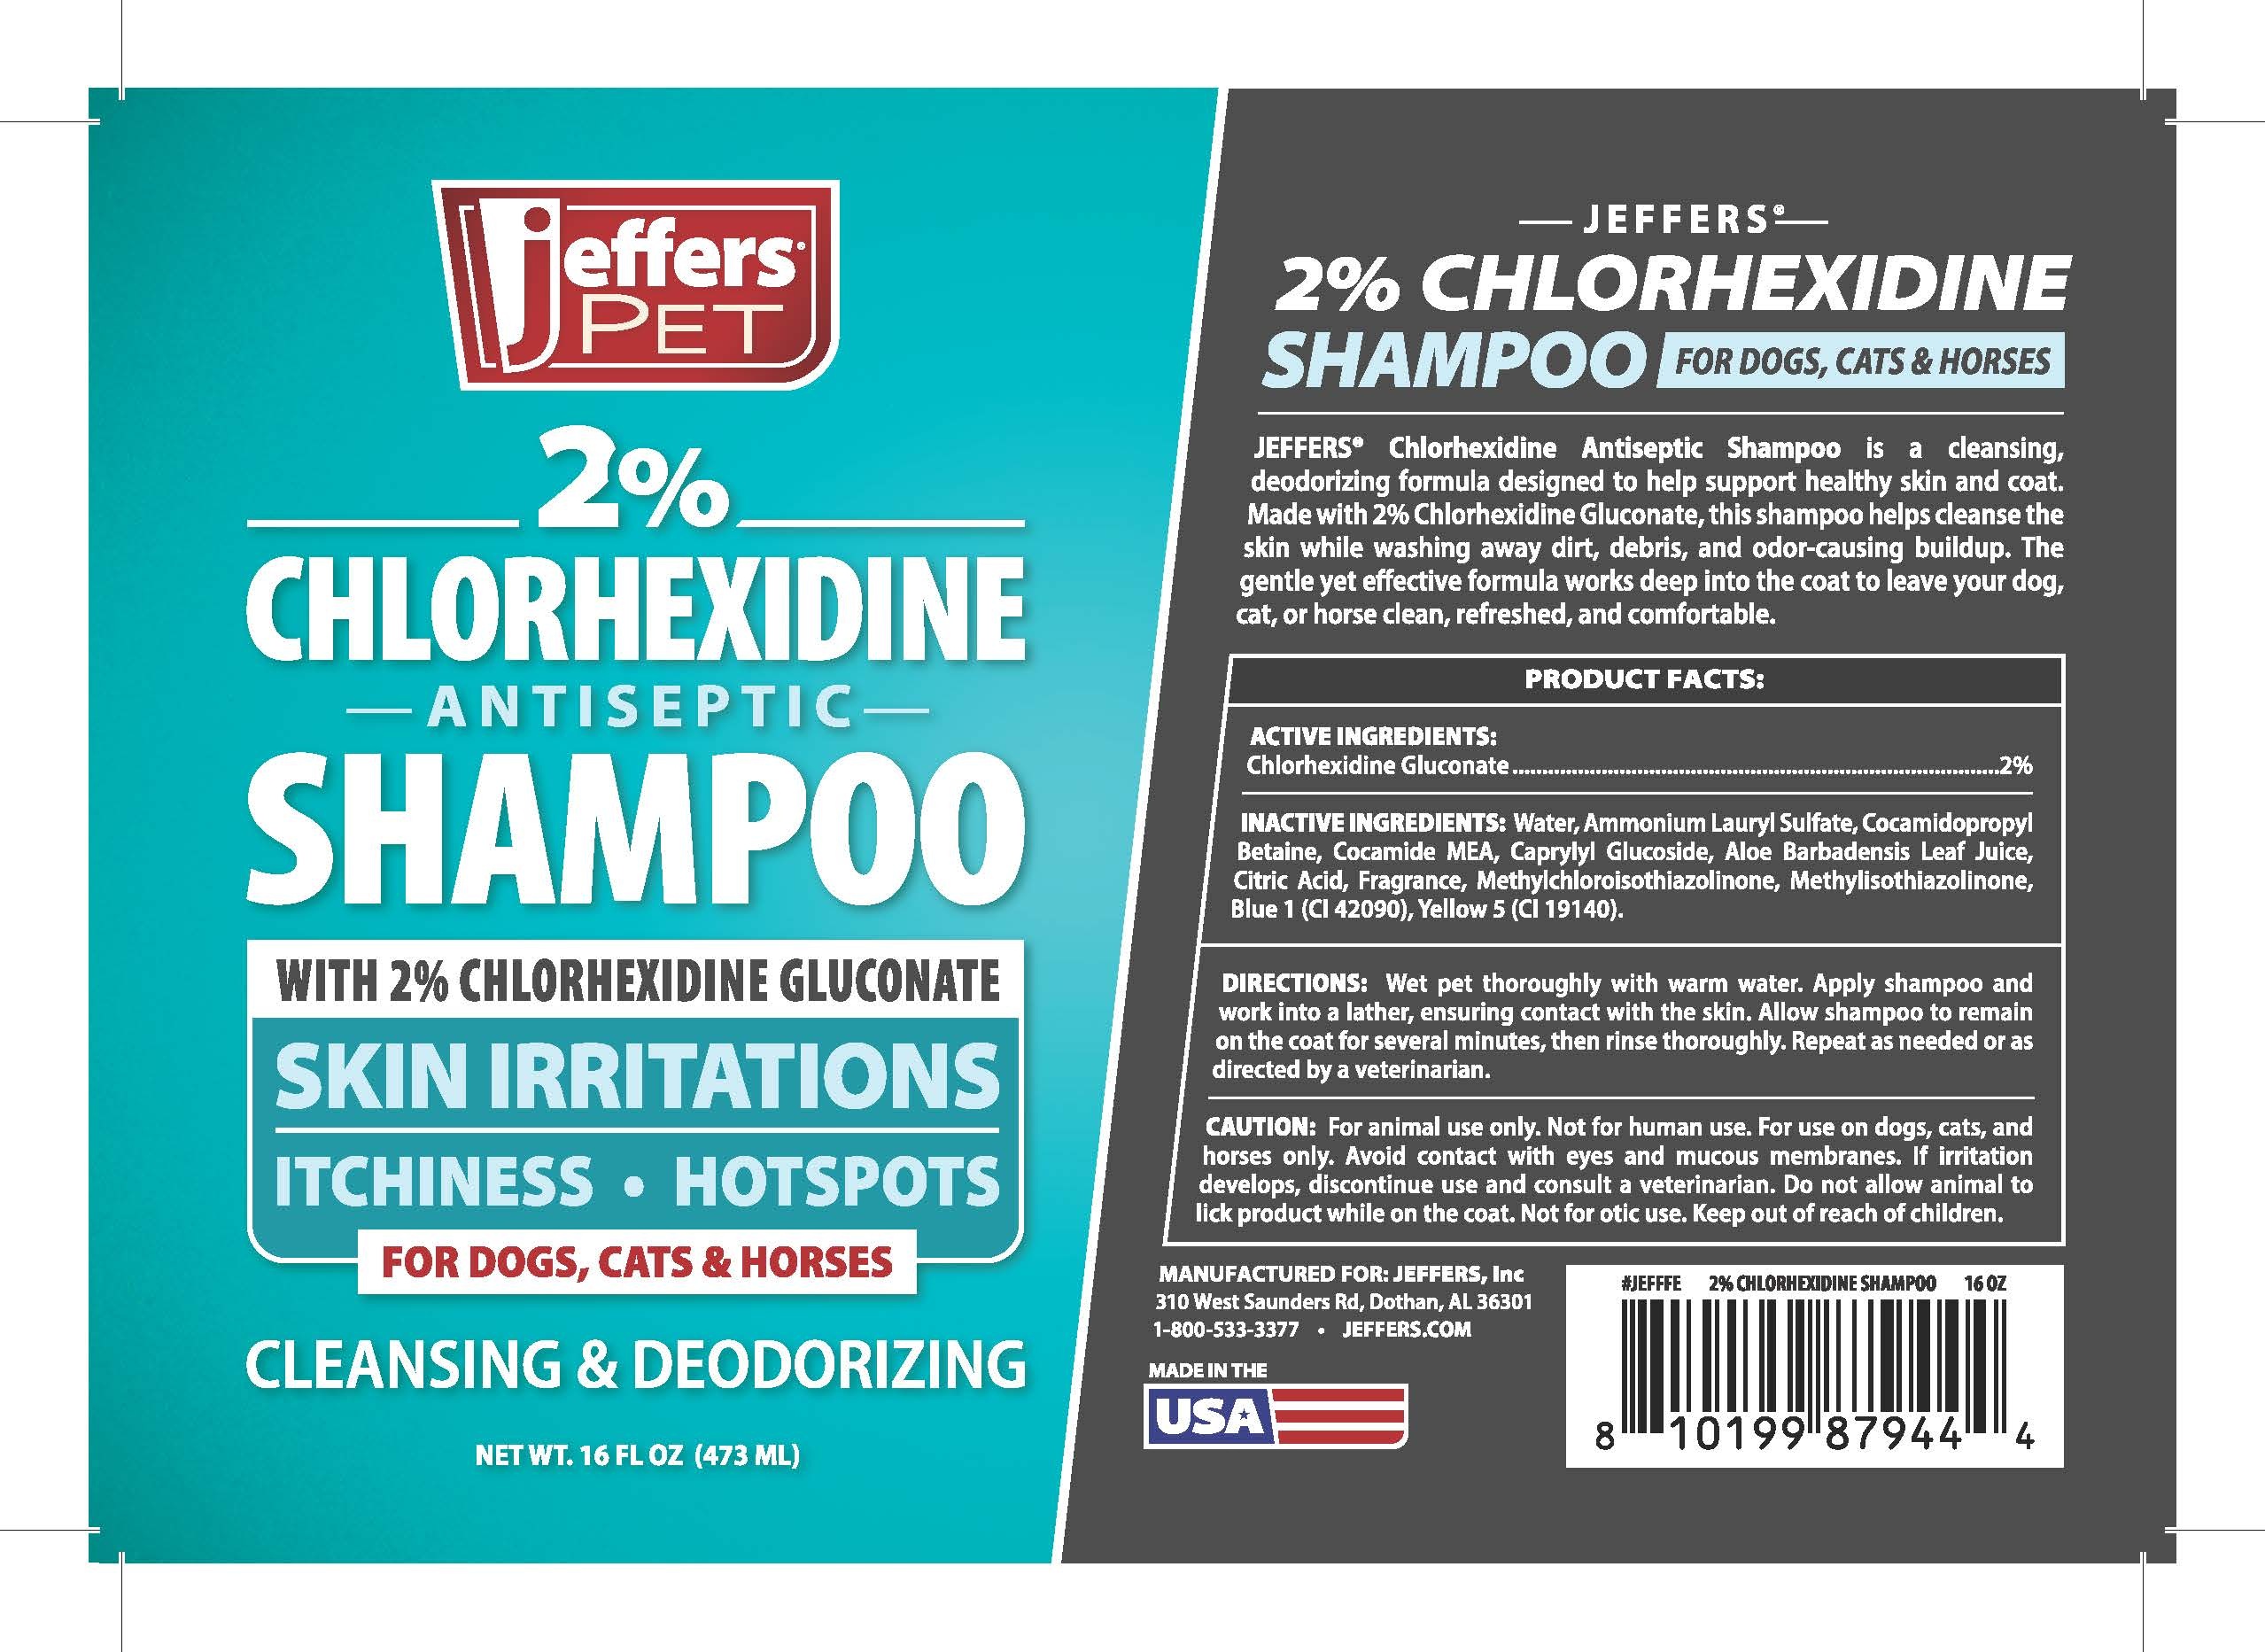 jeffers®
PET
2%
CHLORHEXIDINE
ANTISEPTIC
SHAMPOO
WITH 2% CHLORHEXIDINE GLUCONATE
SKIN IRRITATIONS
ITCHINESS • HOTSPOTS
FOR DOGS, CATS & HORSES
CLEANSING & DEODORIZING
NET WT. 16 FL OZ (473 ML)
JEFFERS®
2% CHLORHEXIDINE
SHAMPOO FOR DOGS, CATS & HORSES
JEFFERS® Chlorhexidine Antiseptic Shampoo is a cleansing,
deodorizing formula designed to help support healthy skin and coat.
Made with 2% Chlorhexidine Gluconate, this shampoo helps cleanse the
skin while washing away dirt, debris, and odor-causing buildup. The
gentle yet effective formula works deep into the coat to leave your dog,
cat, or horse clean, refreshed, and comfortable.
PRODUCT FACTS:
ACTIVE INGREDIENTS:
Chlorhexidine Gluconate.....2%
INACTIVE INGREDIENTS: Water, Ammonium Lauryl Sulfate, Cocamidopropyl
Betaine, Cocamide MEA, Caprylyl Glucoside, Aloe Barbadensis Leaf Juice,
Citric Acid, Fragrance, Methylchloroisothiazolinone, Methylisothiazolinone,
Blue 1 (CI 42090), Yellow 5 (CI 19140).
DIRECTIONS: Wet pet thoroughly with warm water. Apply shampoo and
work into a lather, ensuring contact with the skin. Allow shampoo to remain
on the coat for several minutes, then rinse thoroughly. Repeat as needed or as
directed by a veterinarian.
CAUTION: For animal use only. Not for human use. For use on dogs, cats, and
horses only. Avoid contact with eyes and mucous membranes. If irritation
develops, discontinue use and consult a veterinarian. Do not allow animal to
lick product while on the coat. Not for otic use. Keep out of reach of children.
MANUFACTURED FOR: JEFFERS, Inc
310 West Saunders Rd, Dothan, AL 36301
1-800-533-3377 • JEFFERS.COM
MADE IN THE
USA
#JEFFFE 2% CHLORHEXIDINE SHAMPOO 16 OZ
8 10199 87944 4